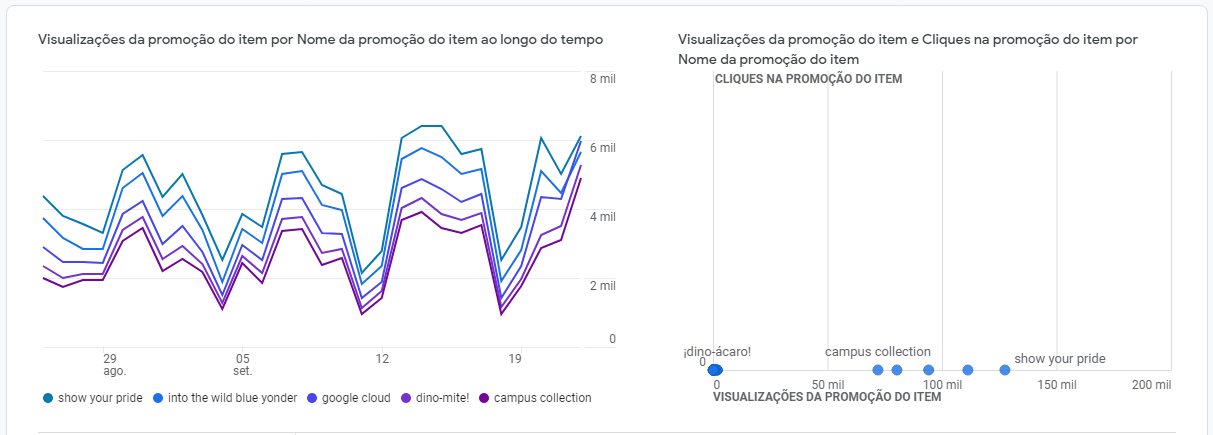 Visualizações da promoção do item por Nome da promoção do item ao longo do tempo
8 mil
6 mil
4 mil
2 mil
0
29
ago.
05
set.
12
19
show your pride
into the wild blue yonder
google cloud
dino-mite!
campus collection
Visualizações da promoção do item e Cliques na promoção do item por
Nome da promoção do item
CLIQUES NA PROMOÇÃO DO ITEM
¡dino-ácaro!
campus collection
show your pride
0
0
50 mil
100 mil
150 mil
200 mil
VISUALIZAÇÕES DA PROMOÇÃO DO ITEM